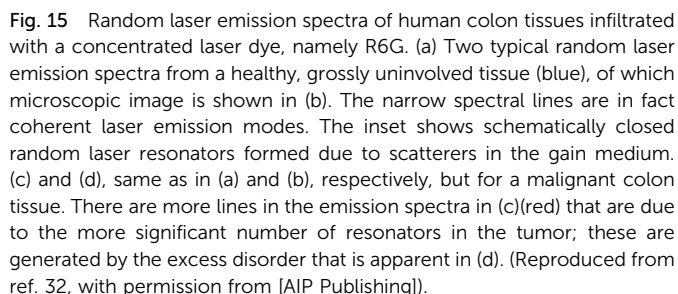 Fig. 15 Random laser emission spectra of human colon tissues infiltrated
with a concentrated laser dye, namely R6G. (a) Two typical random laser
emission spectra from a healthy, grossly uninvolved tissue (blue), of which
microscopic image is shown in (b). The narrow spectral lines are in fact
coherent laser emission modes. The inset shows schematically closed
random laser resonators formed due to scatterers in the gain medium.
(c) and (d), same as in (a) and (b), respectively, but for a malignant colon
tissue. There are more lines in the emission spectra in (c)(red) that are due
to the more significant number of resonators in the tumor; these are
generated by the excess disorder that is apparent in (d). (Reproduced from
ref. 32, with permission from [AIP Publishing]).